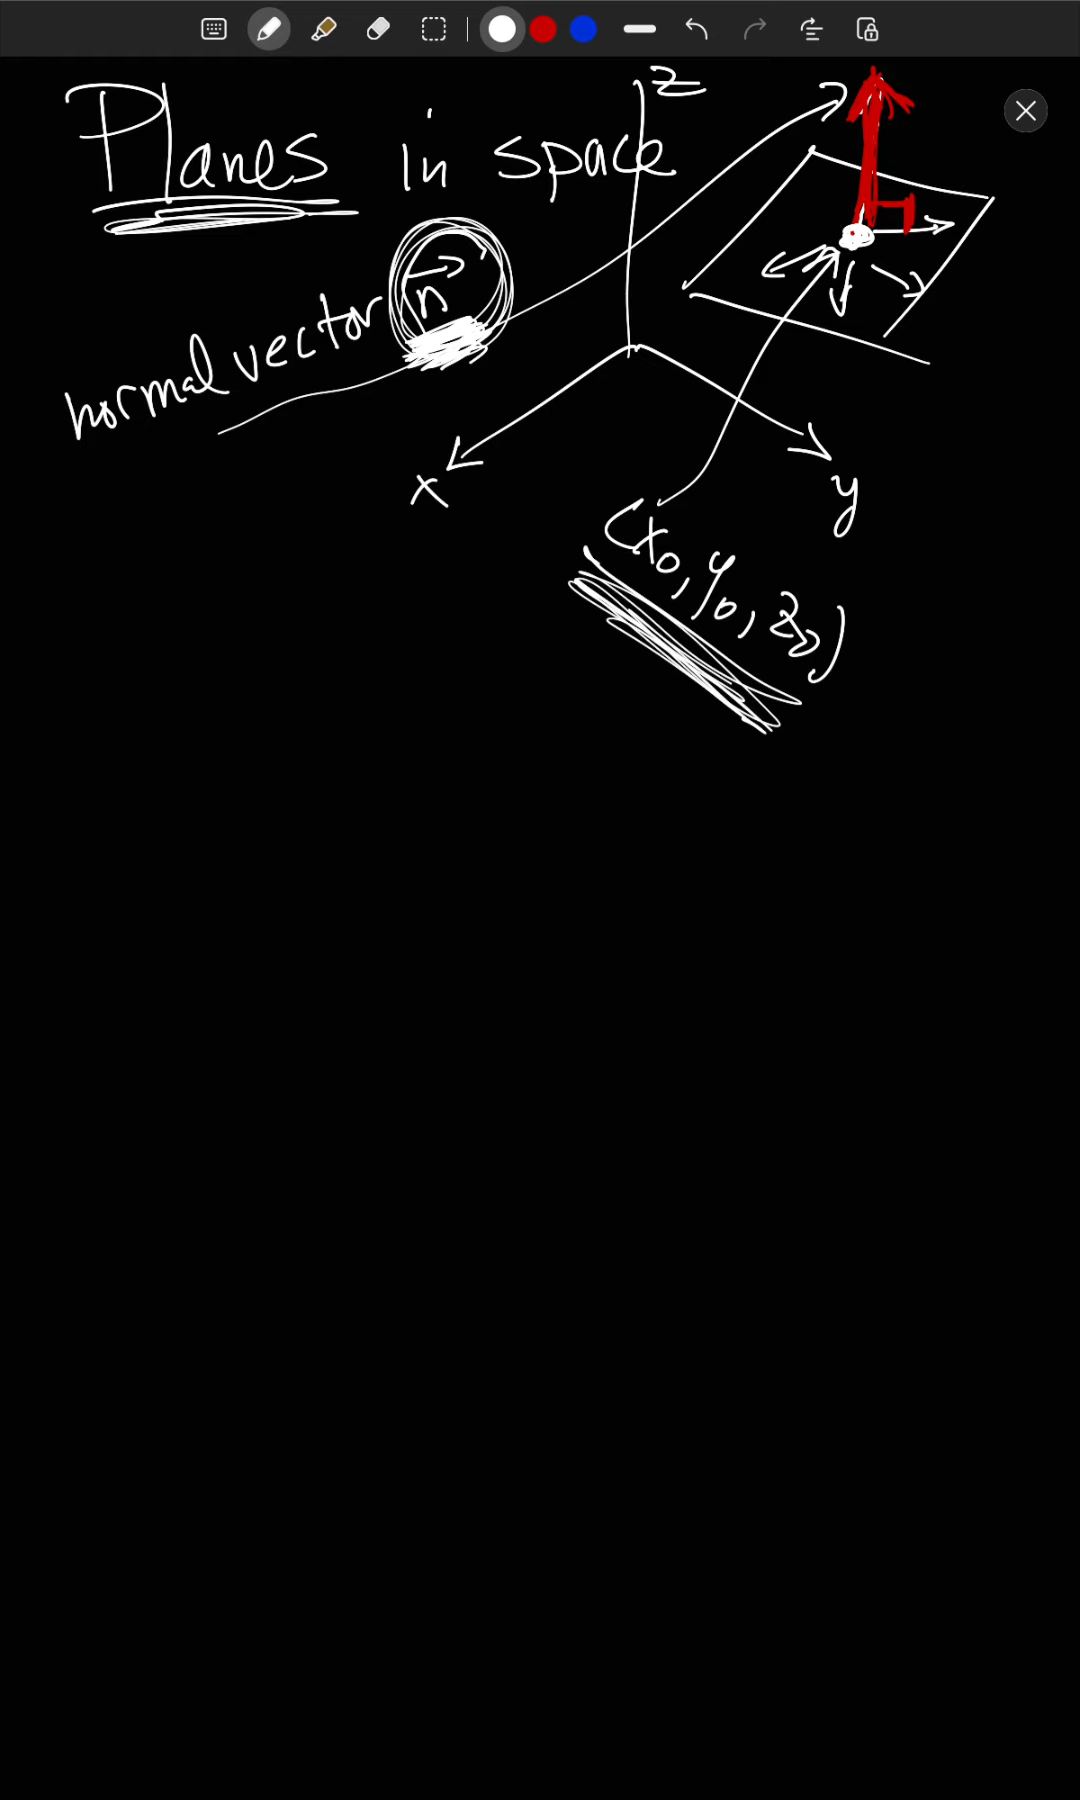 Planes in space
z
normal vector n⃗
x
y
(x₀, y₀, z₀)